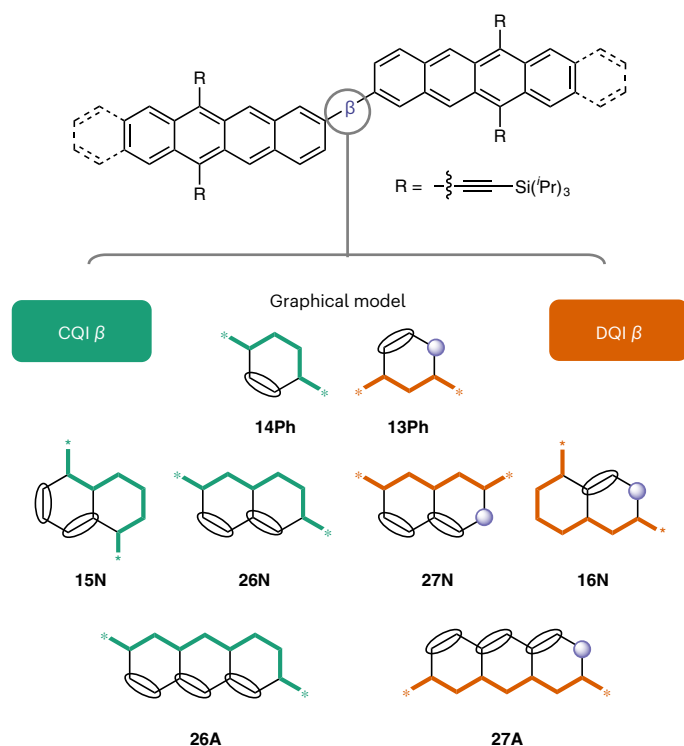 R
R
β
R
R
R = Si(ⁱPr)₃
Graphical model
CQI β
DQI β
* * * *
14Ph 13Ph
* * * * *
* * *
15N 26N 27N 16N
* * * *
26A 27A